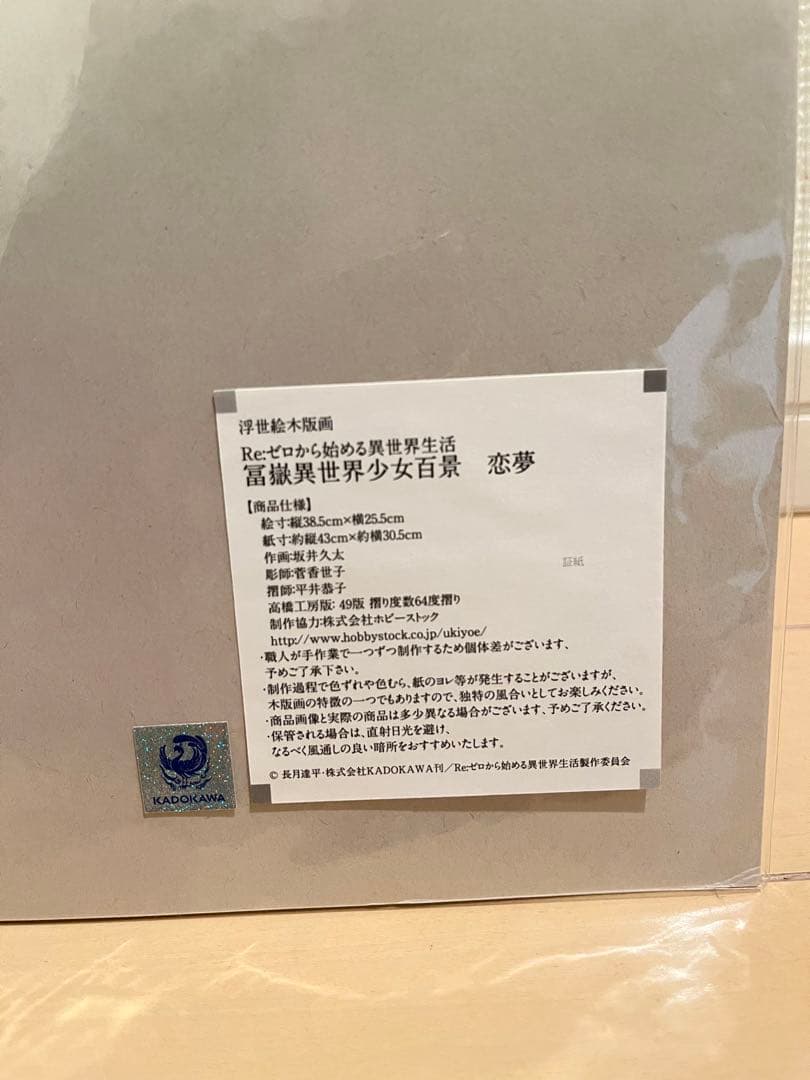 浮世絵木版画
Re:ゼロから始める異世界生活
冨嶽異世界少女百景　恋夢
【商品仕様】
絵寸:縦38.5cm×横25.5cm
紙寸:約縦43cm×約横30.5cm
作画:坂井久太
彫師:菅香世子
摺師:平井恭子
高橋工房版: 49版 摺り度数64度摺り
制作協力:株式会社ホビーストック
http://www.hobbystock.co.jp/ukiyoe/
・職人が手作業で一つずつ制作するため個体差がございます、
予めご了承下さい。
・制作過程で色ずれや色むら、紙のヨレ等が発生することがございますが、
木版画の特徴の一つでもありますので、独特の風合いとしてお楽しみください。
・商品画像と実際の商品は多少異なる場合がございます、予めご了承ください。
・保管される場合は、直射日光を避け、
なるべく風通しの良い暗所をおすすめいたします。
© 長月達平・株式会社KADOKAWA刊／Re:ゼロから始める異世界生活製作委員会
証紙
KADOKAWA